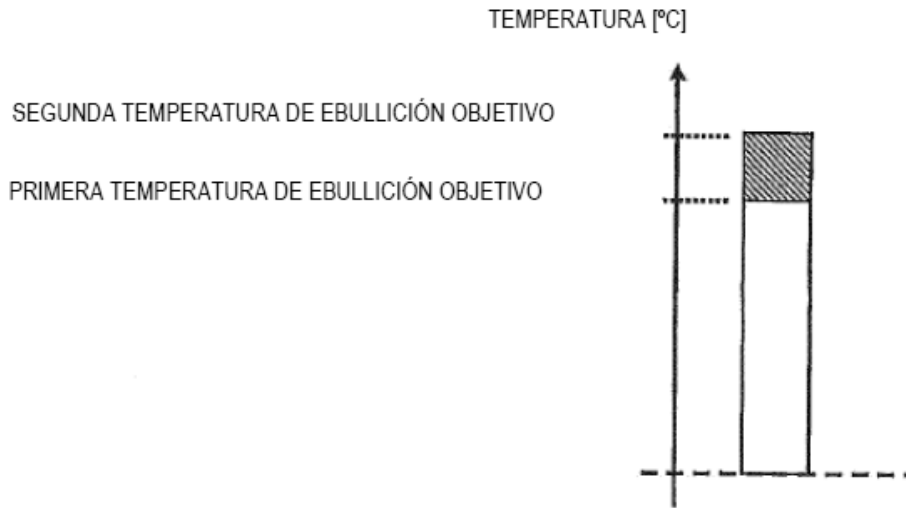 TEMPERATURA [ºC]
SEGUNDA TEMPERATURA DE EBULLICIÓN OBJETIVO
PRIMERA TEMPERATURA DE EBULLICIÓN OBJETIVO